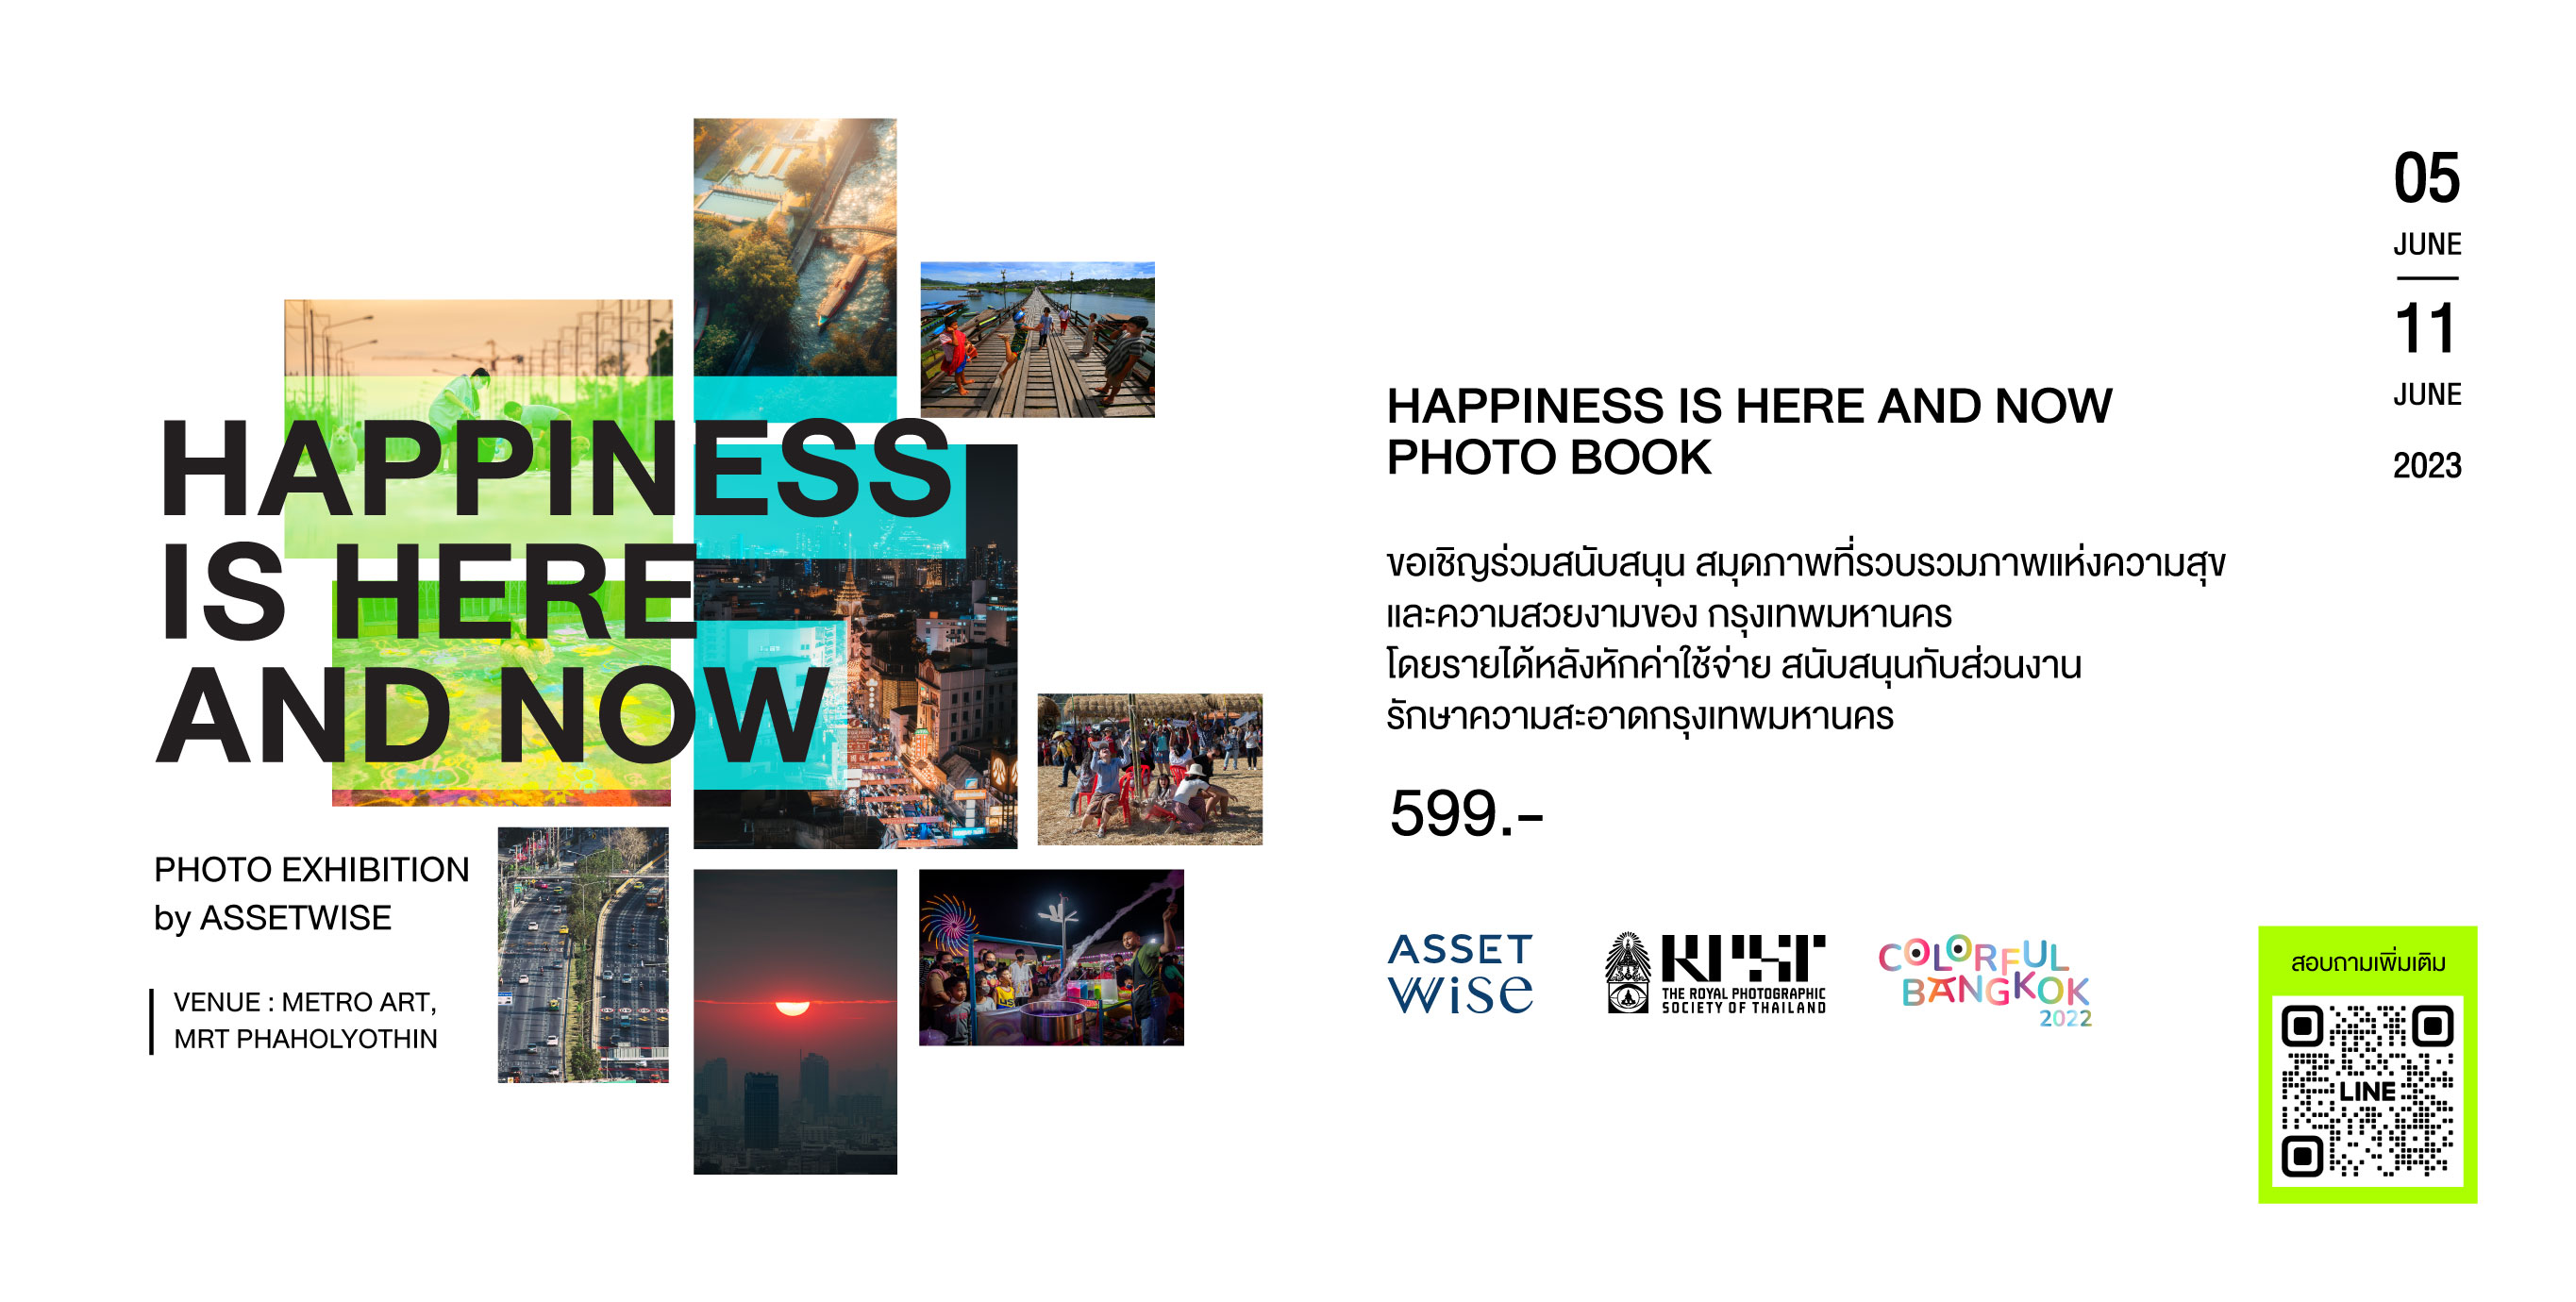 HAPPINESS
IS HERE
AND NOW
PHOTO EXHIBITION
by ASSETWISE
VENUE : METRO ART,
MRT PHAHOLYOTHIN
05
JUNE
11
JUNE
2023
HAPPINESS IS HERE AND NOW
PHOTO BOOK
ขอเชิญร่วมสนับสนุน สมุดภาพที่รวบรวมภาพแห่งความสุข
และความสวยงามของ กรุงเทพมหานคร
โดยรายได้หลังหักค่าใช้จ่าย สนับสนุนกับส่วนงาน
รักษาความสะอาดกรุงเทพมหานคร
599.-
ASSET
WISE
RPST
THE ROYAL PHOTOGRAPHIC
SOCIETY OF THAILAND
COLORFUL
BANGKOK
2022
สอบถามเพิ่มเติม
LINE